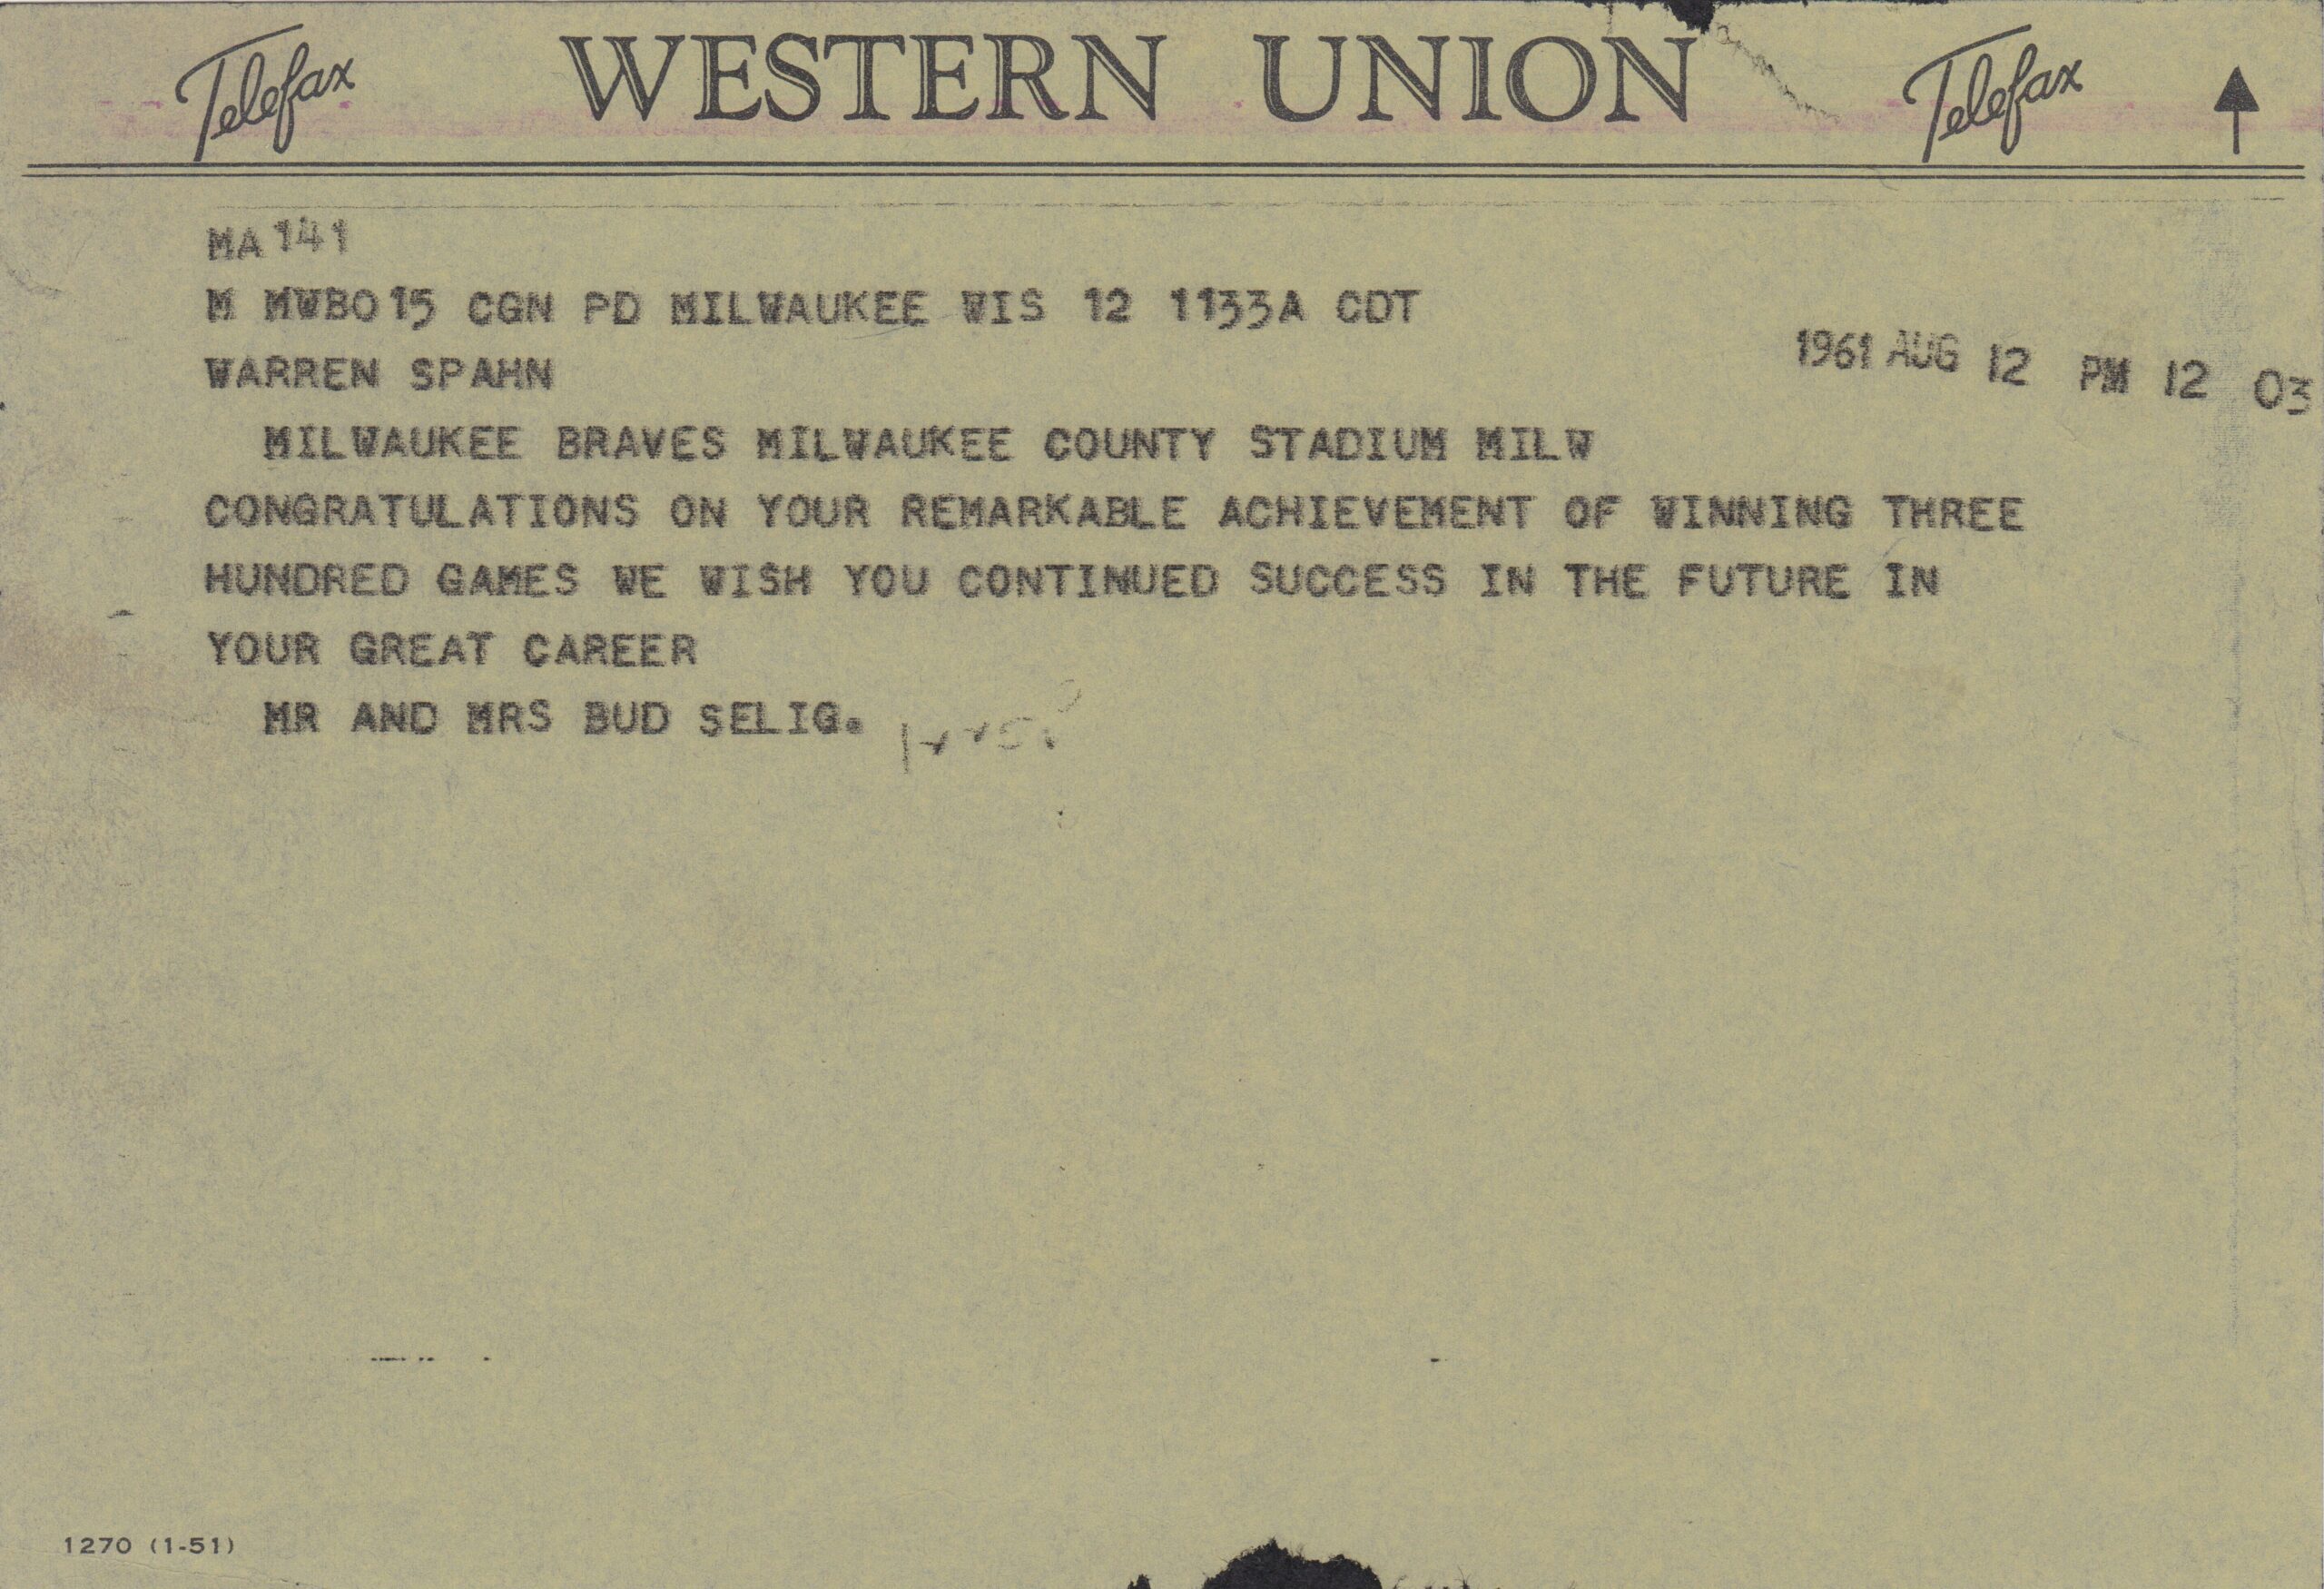 Telefax WESTERN UNION Telefax
MA141
M MWB015 CGN PD MILWAUKEE WIS 12 1133A CDT
1961 AUG 12 PM 12 03
WARREN SPAHN
MILWAUKEE BRAVES MILWAUKEE COUNTY STADIUM MILW
CONGRATULATIONS ON YOUR REMARKABLE ACHIEVEMENT OF WINNING THREE
HUNDRED GAMES WE WISH YOU CONTINUED SUCCESS IN THE FUTURE IN
YOUR GREAT CAREER
MR AND MRS BUD SELIG.
1270 (1-51)